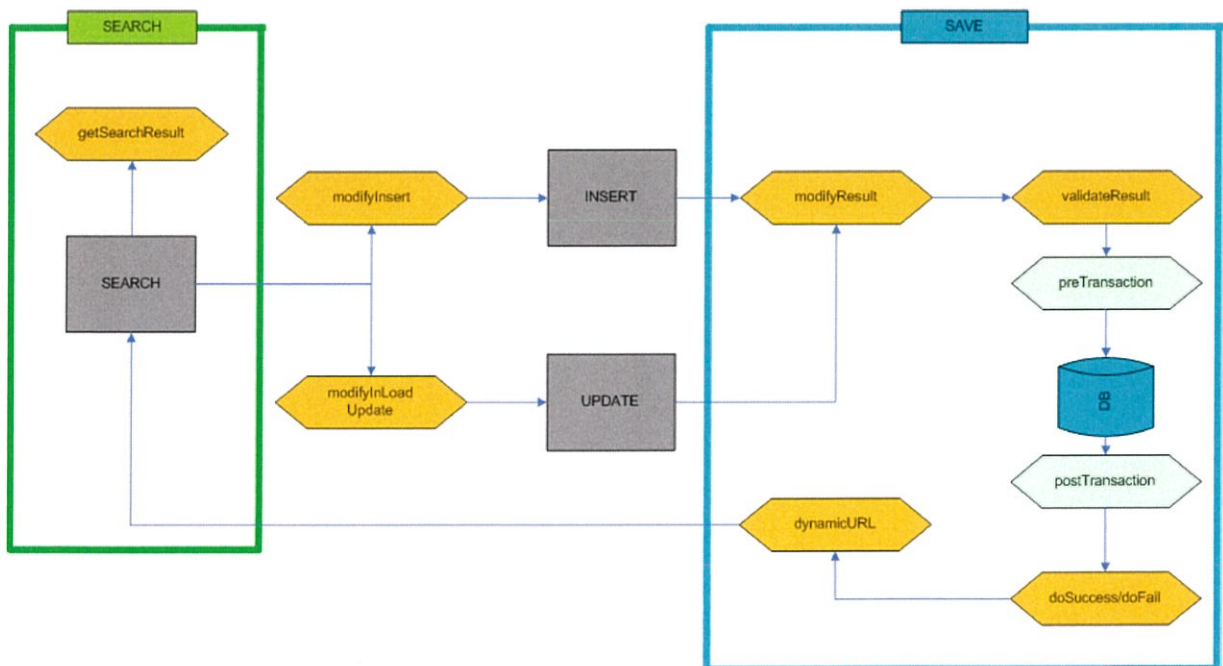 SEARCH
SAVE
getSearchResult
modifyInsert
INSERT
modifyResult
validateResult
SEARCH
preTransaction
modifyInLoad
Update
UPDATE
DB
postTransaction
dynamicURL
doSuccess/doFail